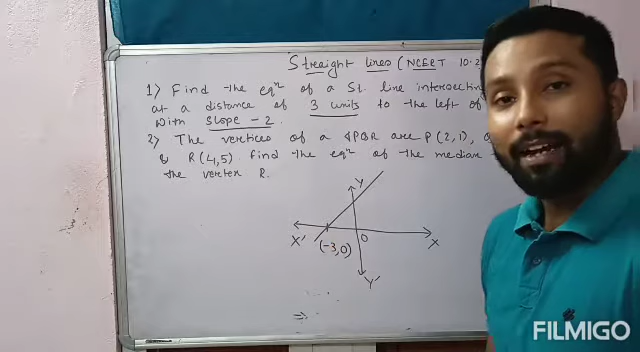 Straight lines (NCERT 10.2
1) Find the eqn of a St. line intersectin
at a distance of 3 units to the left of
with slope -2.
2) The vertices of a △PQR are P(2,1),
& R(4,5). Find the eqn of the median
the vertex R.
Y
X' O X
(-3,0)
Y'
⇒
FILMIGO